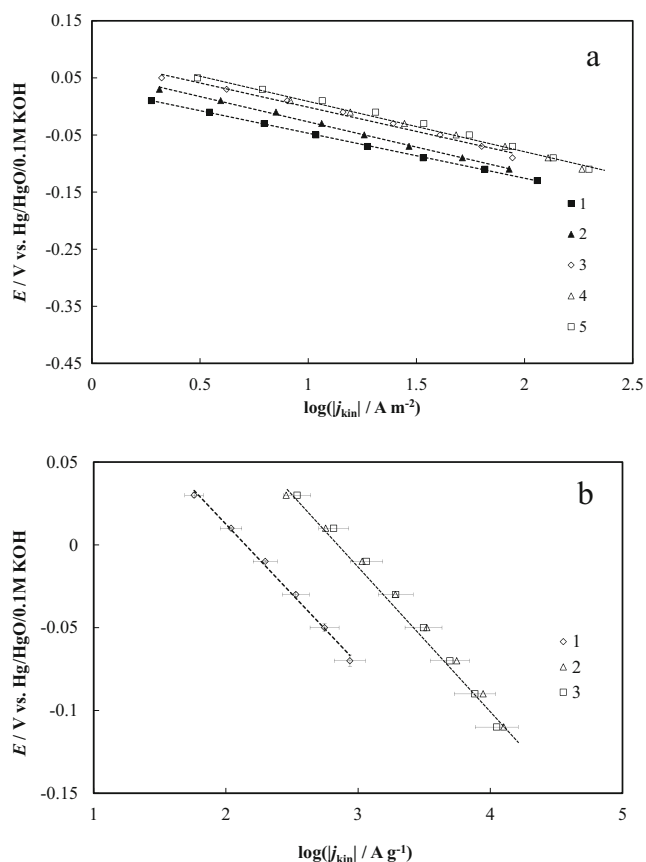 a
0.15
0.05
-0.05
-0.15
-0.25
-0.35
-0.45
E / V vs. Hg/HgO/0.1M KOH
0 0.5 1 1.5 2 2.5
log(|jkin| / A m-2)
1
2
3
4
5
b
0.05
0
-0.05
-0.1
-0.15
E / V vs. Hg/HgO/0.1M KOH
1 2 3 4 5
log(|jkin| / A g-1)
1
2
3